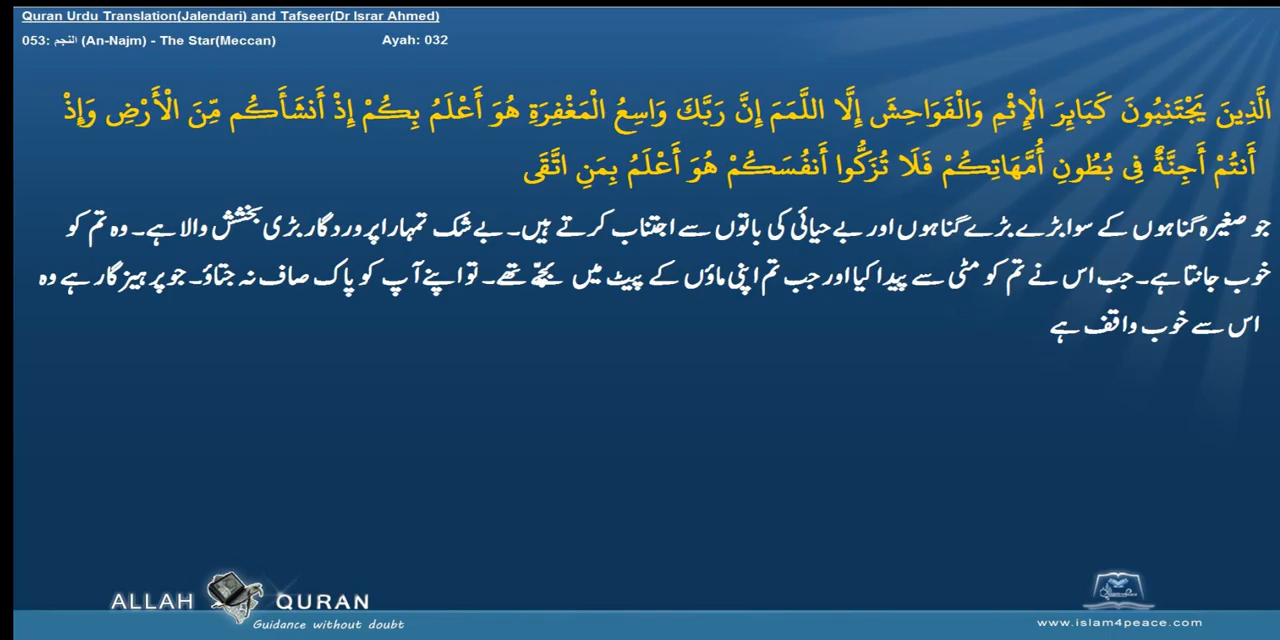 Quran Urdu Translation(Jalendari) and Tafseer(Dr Israr Ahmed)
053: النجم (An-Najm) - The Star(Meccan) Ayah: 032
الَّذِينَ يَجْتَنِبُونَ كَبَائِرَ الْإِثْمِ وَالْفَوَاحِشَ إِلَّا اللَّمَمَ إِنَّ رَبَّكَ وَاسِعُ الْمَغْفِرَةِ هُوَ أَعْلَمُ بِكُمْ إِذْ أَنشَأَكُم مِّنَ الْأَرْضِ وَإِذْ
أَنتُمْ أَجِنَّةٌ فِي بُطُونِ أُمَّهَاتِكُمْ فَلَا تُزَكُّوا أَنفُسَكُمْ هُوَ أَعْلَمُ بِمَنِ اتَّقَى
جو صغیرہ گناہوں کے سوا بڑے بڑے گناہوں اور بے حیائی کی باتوں سے اجتناب کرتے ہیں۔ بے شک تمہارا پروردگار بڑی بخشش والا ہے۔ وہ تم کو
خوب جانتا ہے۔ جب اس نے تم کو مٹی سے پیدا کیا اور جب تم اپنی ماؤں کے پیٹ میں بچّے تھے۔ تو اپنے آپ کو پاک صاف نہ جتاؤ۔ جو پرہیزگار ہے وہ
اس سے خوب واقف ہے
ALLAH QURAN
Guidance without doubt
www.islam4peace.com